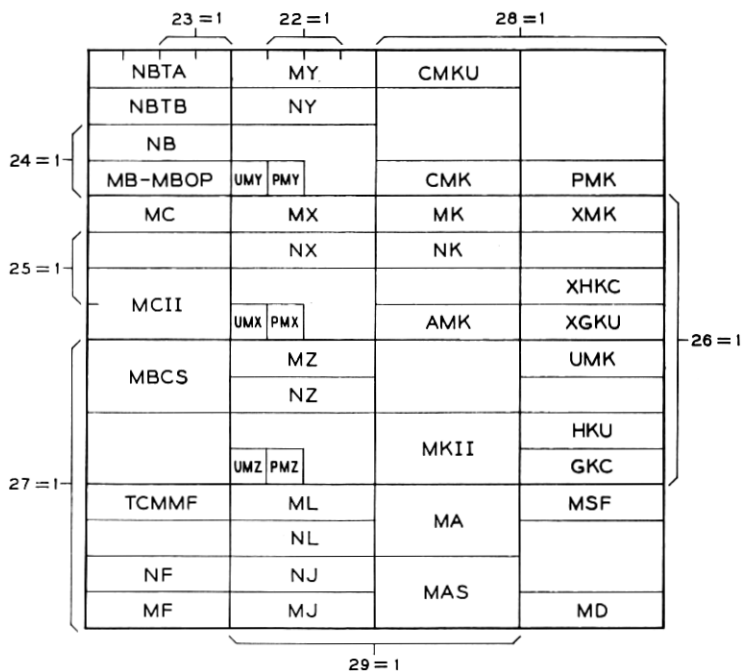 23=1 22=1 28=1
NBTA MY CMKU
NBTB NY
NB
24=1
MB-MBOP UMY PMY CMK PMK
MC MX MK XMK
NX NK
25=1
XHKC
MCII
UMX PMX AMK XGKU
26=1
MZ UMK
MBCS
NZ
HKU
MKII
27=1
UMZ PMZ GKC
TCMMF ML MSF
MA
NL
NF NJ
MAS
MF MJ MD
29=1